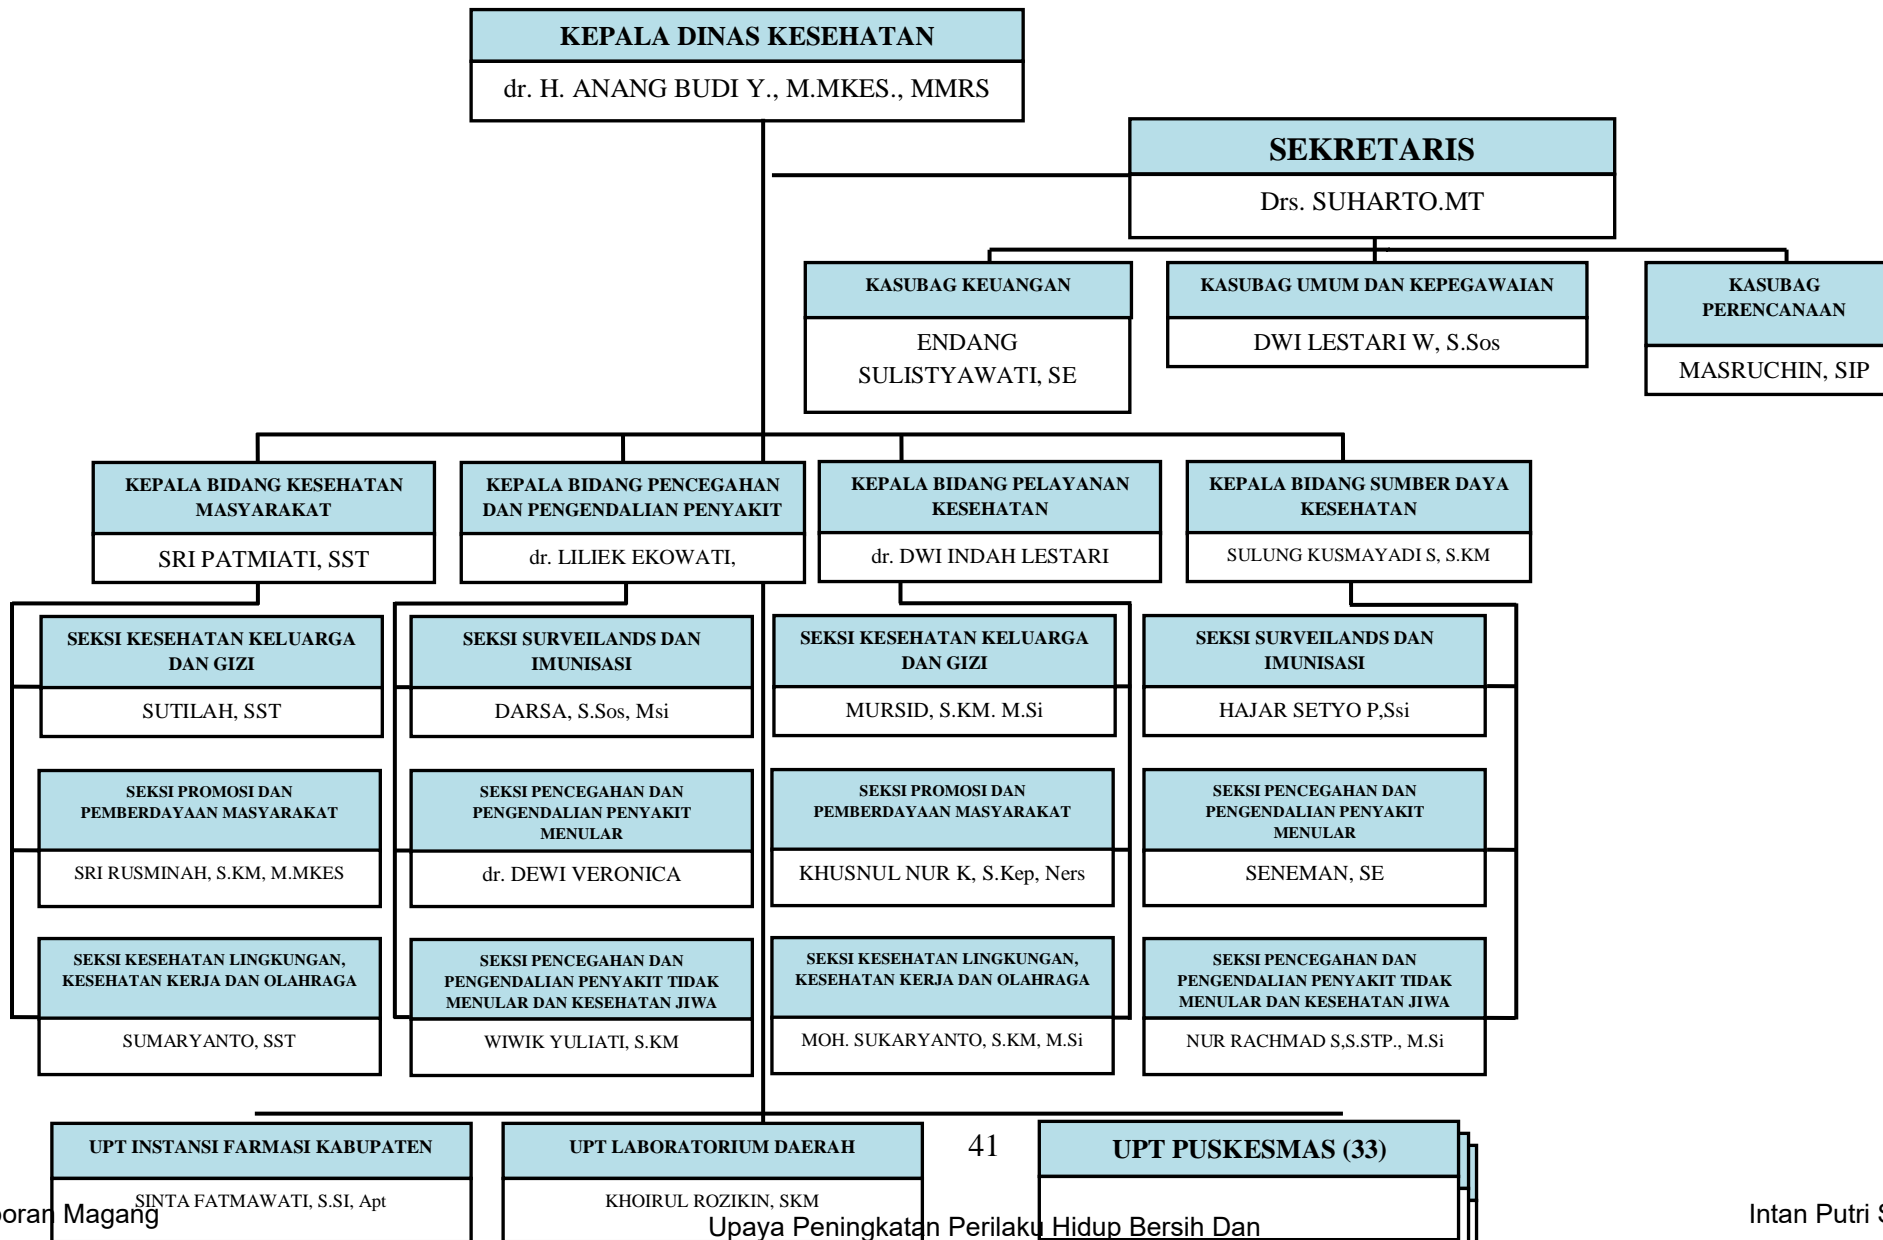 KEPALA DINAS KESEHATAN
dr. H. ANANG BUDI Y., M.MKES., MMRS
SEKRETARIS
Drs. SUHARTO.MT
KASUBAG KEUANGAN
ENDANG
SULISTYAWATI, SE
KASUBAG UMUM DAN KEPEGAWAIAN
DWI LESTARI W, S.Sos
KASUBAG
PERENCANAAN
MASRUCHIN, SIP
KEPALA BIDANG KESEHATAN
MASYARAKAT
SRI PATMIATI, SST
KEPALA BIDANG PENCEGAHAN
DAN PENGENDALIAN PENYAKIT
dr. LILIEK EKOWATI,
KEPALA BIDANG PELAYANAN
KESEHATAN
dr. DWI INDAH LESTARI
KEPALA BIDANG SUMBER DAYA
KESEHATAN
SULUNG KUSMAYADI S, S.KM
SEKSI KESEHATAN KELUARGA
DAN GIZI
SUTILAH, SST
SEKSI SURVEILANDS DAN
IMUNISASI
DARSA, S.Sos, Msi
SEKSI KESEHATAN KELUARGA
DAN GIZI
MURSID, S.KM. M.Si
SEKSI SURVEILANDS DAN
IMUNISASI
HAJAR SETYO P,Ssi
SEKSI PROMOSI DAN
PEMBERDAYAAN MASYARAKAT
SRI RUSMINAH, S.KM, M.MKES
SEKSI PENCEGAHAN DAN
PENGENDALIAN PENYAKIT
MENULAR
dr. DEWI VERONICA
SEKSI PROMOSI DAN
PEMBERDAYAAN MASYARAKAT
KHUSNUL NUR K, S.Kep, Ners
SEKSI PENCEGAHAN DAN
PENGENDALIAN PENYAKIT
MENULAR
SENEMAN, SE
SEKSI KESEHATAN LINGKUNGAN,
KESEHATAN KERJA DAN OLAHRAGA
SUMARYANTO, SST
SEKSI PENCEGAHAN DAN
PENGENDALIAN PENYAKIT TIDAK
MENULAR DAN KESEHATAN JIWA
WIWIK YULIATI, S.KM
SEKSI KESEHATAN LINGKUNGAN,
KESEHATAN KERJA DAN OLAHRAGA
MOH. SUKARYANTO, S.KM, M.Si
SEKSI PENCEGAHAN DAN
PENGENDALIAN PENYAKIT TIDAK
MENULAR DAN KESEHATAN JIWA
NUR RACHMAD S,S.STP., M.Si
UPT INSTANSI FARMASI KABUPATEN
SINTA FATMAWATI, S.SI, Apt
UPT LABORATORIUM DAERAH
KHOIRUL ROZIKIN, SKM
41
UPT PUSKESMAS (33)
poran Magang
Upaya Peningkatan Perilaku Hidup Bersih Dan
Intan Putri